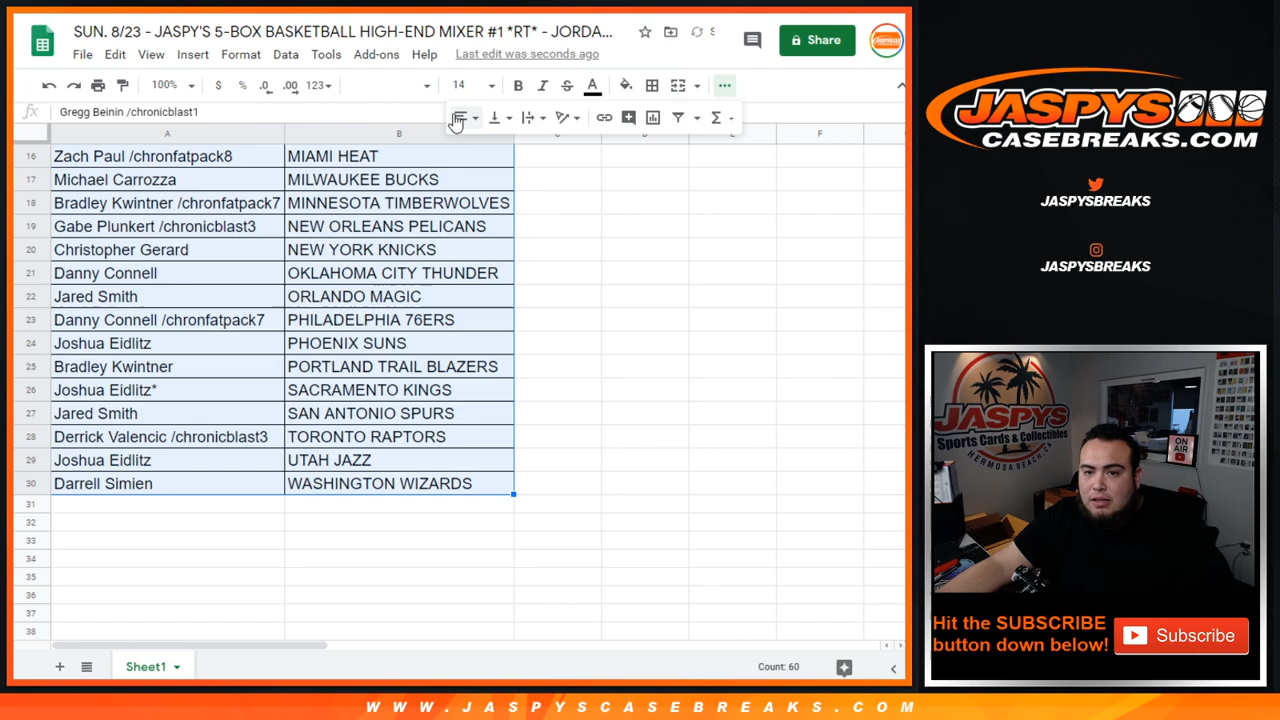 SUN. 8/23 - JASPY'S 5-BOX BASKETBALL HIGH-END MIXER #1 *RT* - JORDA...
S
File Edit View Insert Format Data Tools Add-ons Help Last edit was seconds ago
Share
100% $ % .0 .00 123 14 B I S A
fx Gregg Beinin /chronicblast1
A B F
16 Zach Paul /chronfatpack8 MIAMI HEAT
17 Michael Carrozza MILWAUKEE BUCKS
18 Bradley Kwintner /chronfatpack7 MINNESOTA TIMBERWOLVES
19 Gabe Plunkert /chronicblast3 NEW ORLEANS PELICANS
20 Christopher Gerard NEW YORK KNICKS
21 Danny Connell OKLAHOMA CITY THUNDER
22 Jared Smith ORLANDO MAGIC
23 Danny Connell /chronfatpack7 PHILADELPHIA 76ERS
24 Joshua Eidlitz PHOENIX SUNS
25 Bradley Kwintner PORTLAND TRAIL BLAZERS
26 Joshua Eidlitz* SACRAMENTO KINGS
27 Jared Smith SAN ANTONIO SPURS
28 Derrick Valencic /chronicblast3 TORONTO RAPTORS
29 Joshua Eidlitz UTAH JAZZ
30 Darrell Simien WASHINGTON WIZARDS
31
32
33
34
35
36
37
38
Sheet1
Count: 60
JASPYS
CASEBREAKS.COM
JASPYSBREAKS
JASPYSBREAKS
JASPYS
Sports Cards & Collectibles
HERMOSA BEACH, CA
ON AIR
Hit the SUBSCRIBE
button down below!
Subscribe
WWW.JASPYSCASEBREAKS.COM